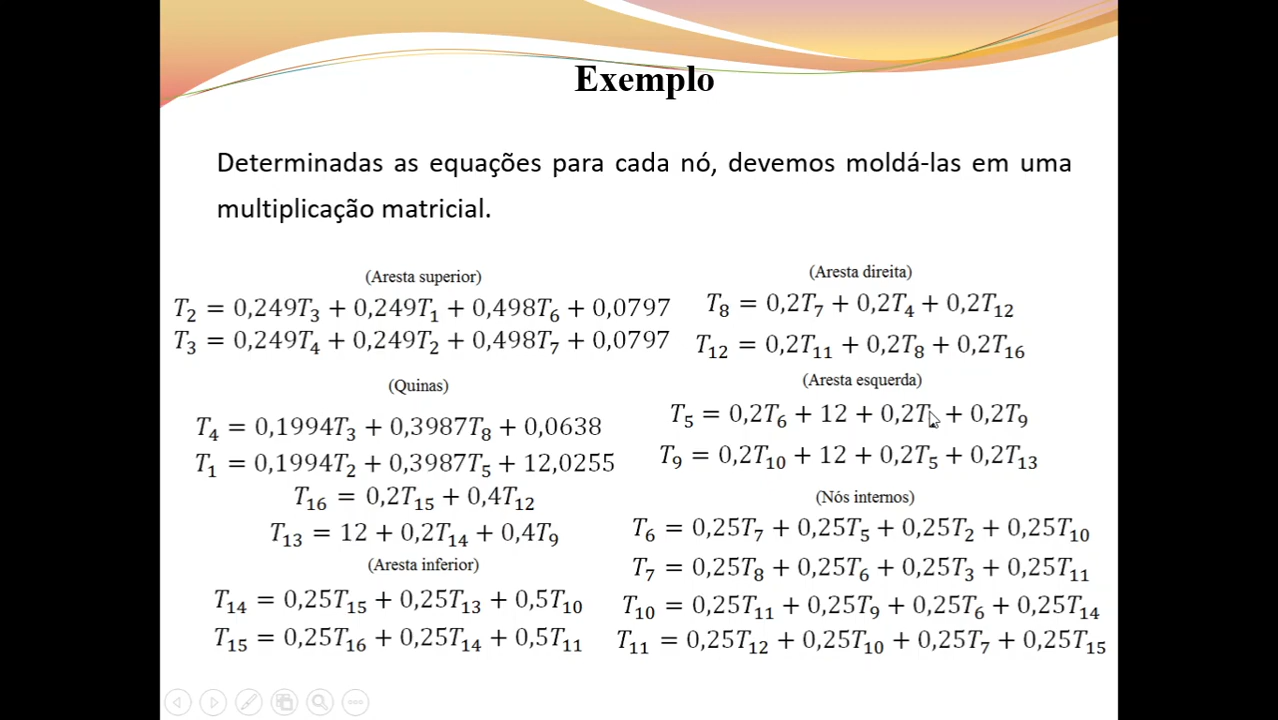 Exemplo
Determinadas as equações para cada nó, devemos moldá-las em uma
multiplicação matricial.
(Aresta superior)
T₂ = 0,249T₃ + 0,249T₁ + 0,498T₆ + 0,0797
T₃ = 0,249T₄ + 0,249T₂ + 0,498T₇ + 0,0797
(Quinas)
T₄ = 0,1994T₃ + 0,3987T₈ + 0,0638
T₁ = 0,1994T₂ + 0,3987T₅ + 12,0255
T₁₆ = 0,2T₁₅ + 0,4T₁₂
T₁₃ = 12 + 0,2T₁₄ + 0,4T₉
(Aresta inferior)
T₁₄ = 0,25T₁₅ + 0,25T₁₃ + 0,5T₁₀
T₁₅ = 0,25T₁₆ + 0,25T₁₄ + 0,5T₁₁
(Aresta direita)
T₈ = 0,2T₇ + 0,2T₄ + 0,2T₁₂
T₁₂ = 0,2T₁₁ + 0,2T₈ + 0,2T₁₆
(Aresta esquerda)
T₅ = 0,2T₆ + 12 + 0,2T + 0,2T₉
T₉ = 0,2T₁₀ + 12 + 0,2T₅ + 0,2T₁₃
(Nós internos)
T₆ = 0,25T₇ + 0,25T₅ + 0,25T₂ + 0,25T₁₀
T₇ = 0,25T₈ + 0,25T₆ + 0,25T₃ + 0,25T₁₁
T₁₀ = 0,25T₁₁ + 0,25T₉ + 0,25T₆ + 0,25T₁₄
T₁₁ = 0,25T₁₂ + 0,25T₁₀ + 0,25T₇ + 0,25T₁₅